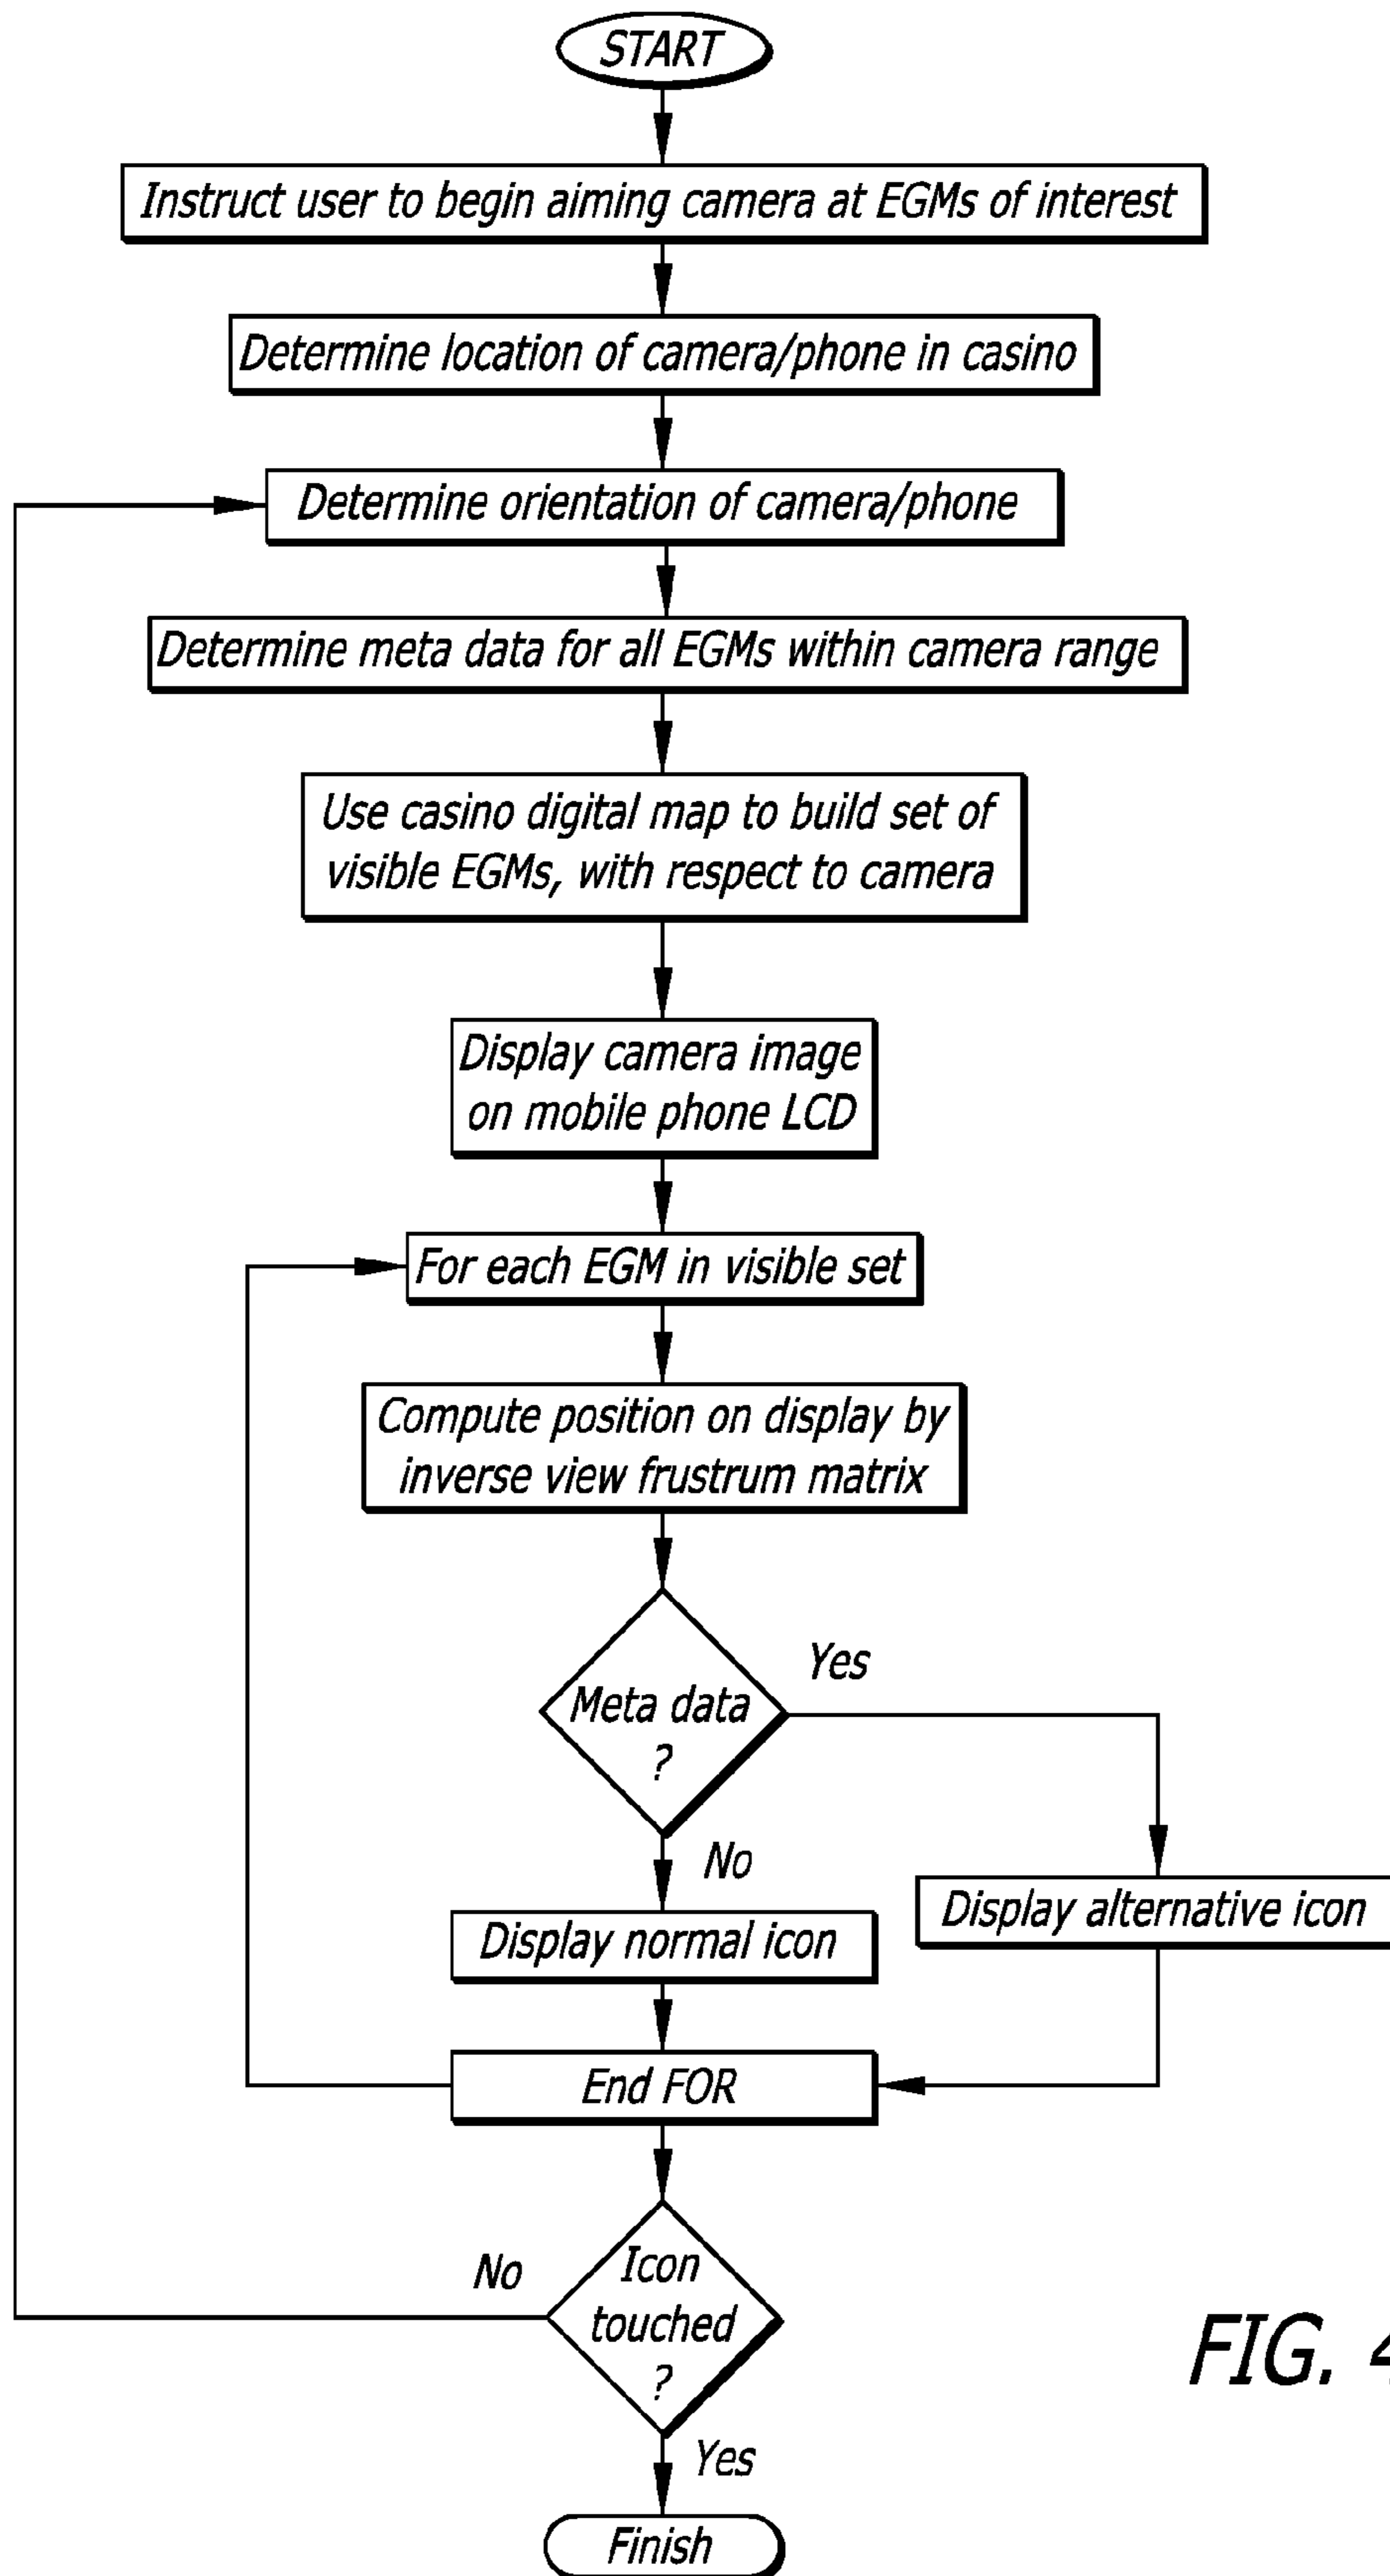 START
Instruct user to begin aiming camera at EGMs of interest
Determine location of camera/phone in casino
Determine orientation of camera/phone
Determine meta data for all EGMs within camera range
Use casino digital map to build set of
visible EGMs, with respect to camera
Display camera image
on mobile phone LCD
For each EGM in visible set
Compute position on display by
inverse view frustrum matrix
Yes
Meta data
?
No
Display alternative icon
Display normal icon
End FOR
No
Icon
touched
?
FIG. 4
Yes
Finish